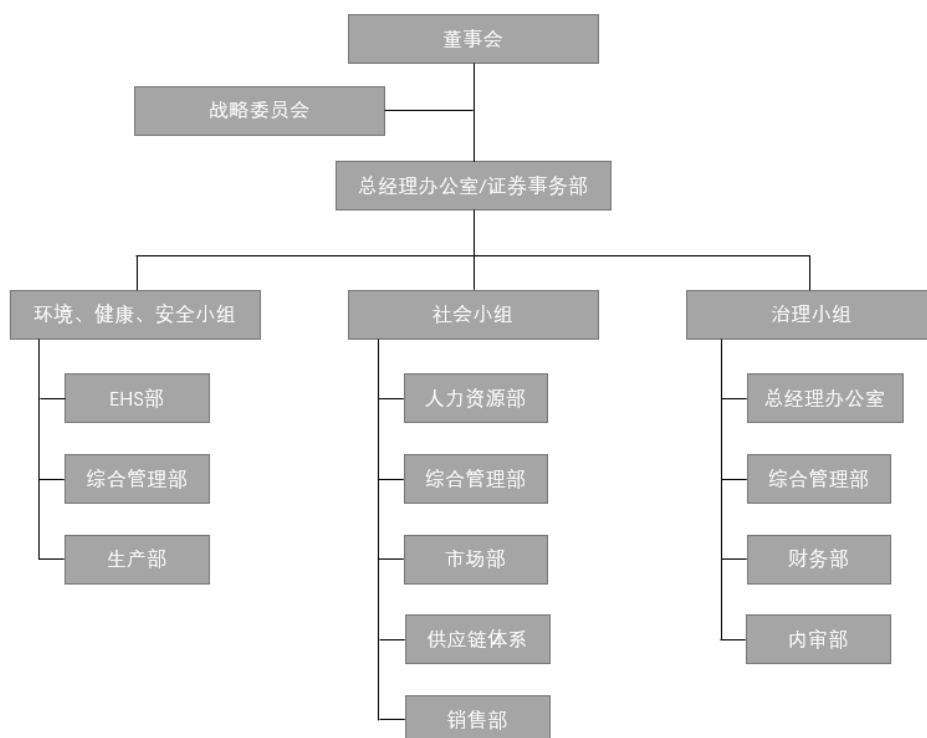 董事会
战略委员会
总经理办公室/证券事务部
环境、健康、安全小组
社会小组
治理小组
EHS部
人力资源部
总经理办公室
综合管理部
综合管理部
综合管理部
生产部
市场部
财务部
供应链体系
内审部
销售部